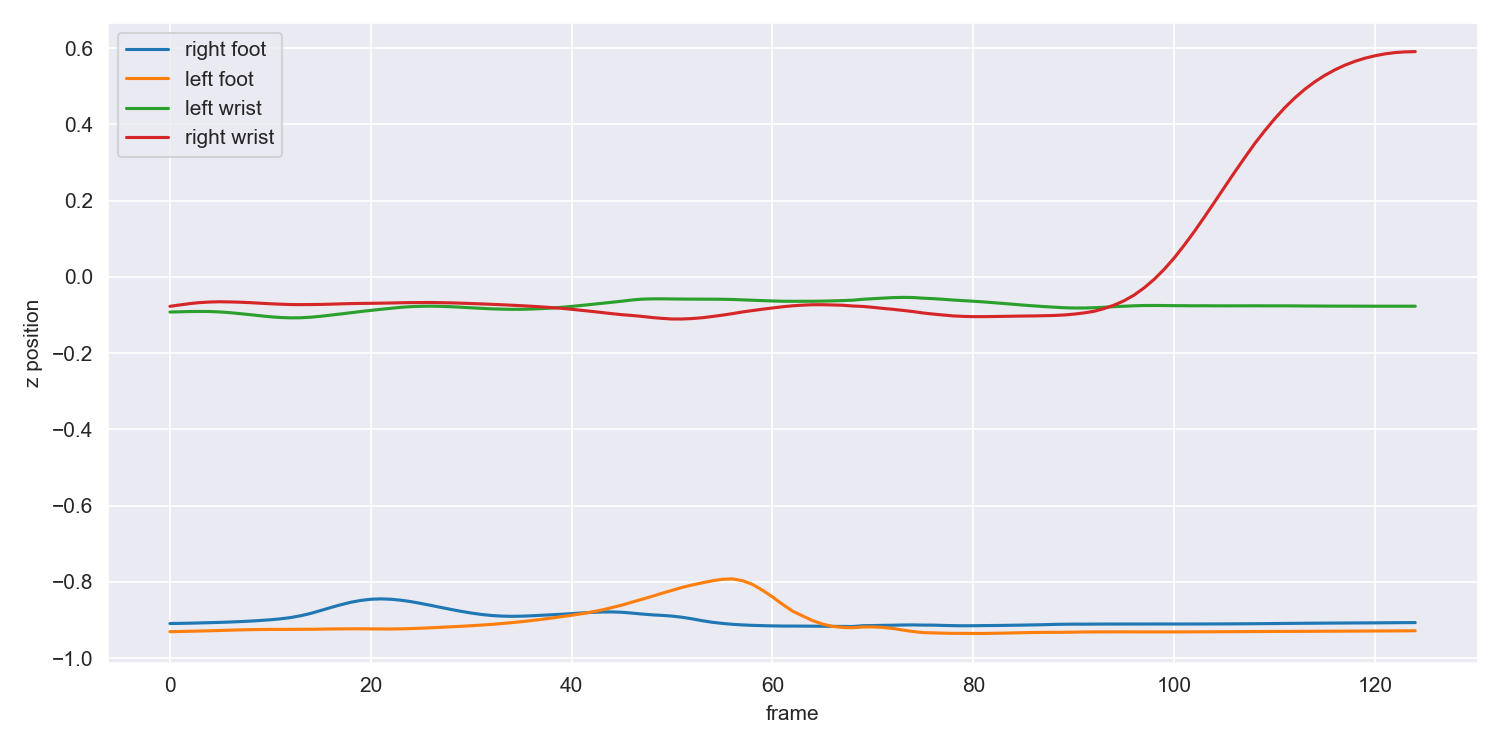 right foot
left foot
left wrist
right wrist
0.6
0.4
0.2
0.0
−0.2
−0.4
−0.6
−0.8
−1.0
z position
0 20 40 60 80 100 120
frame